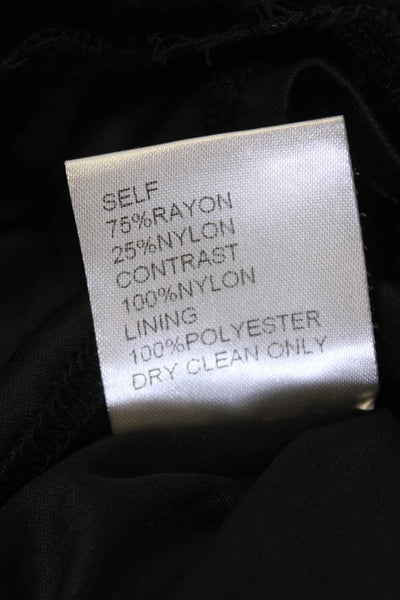 SELF
75%RAYON
25%NYLON
CONTRAST
100%NYLON
LINING
100%POLYESTER
DRY CLEAN ONLY